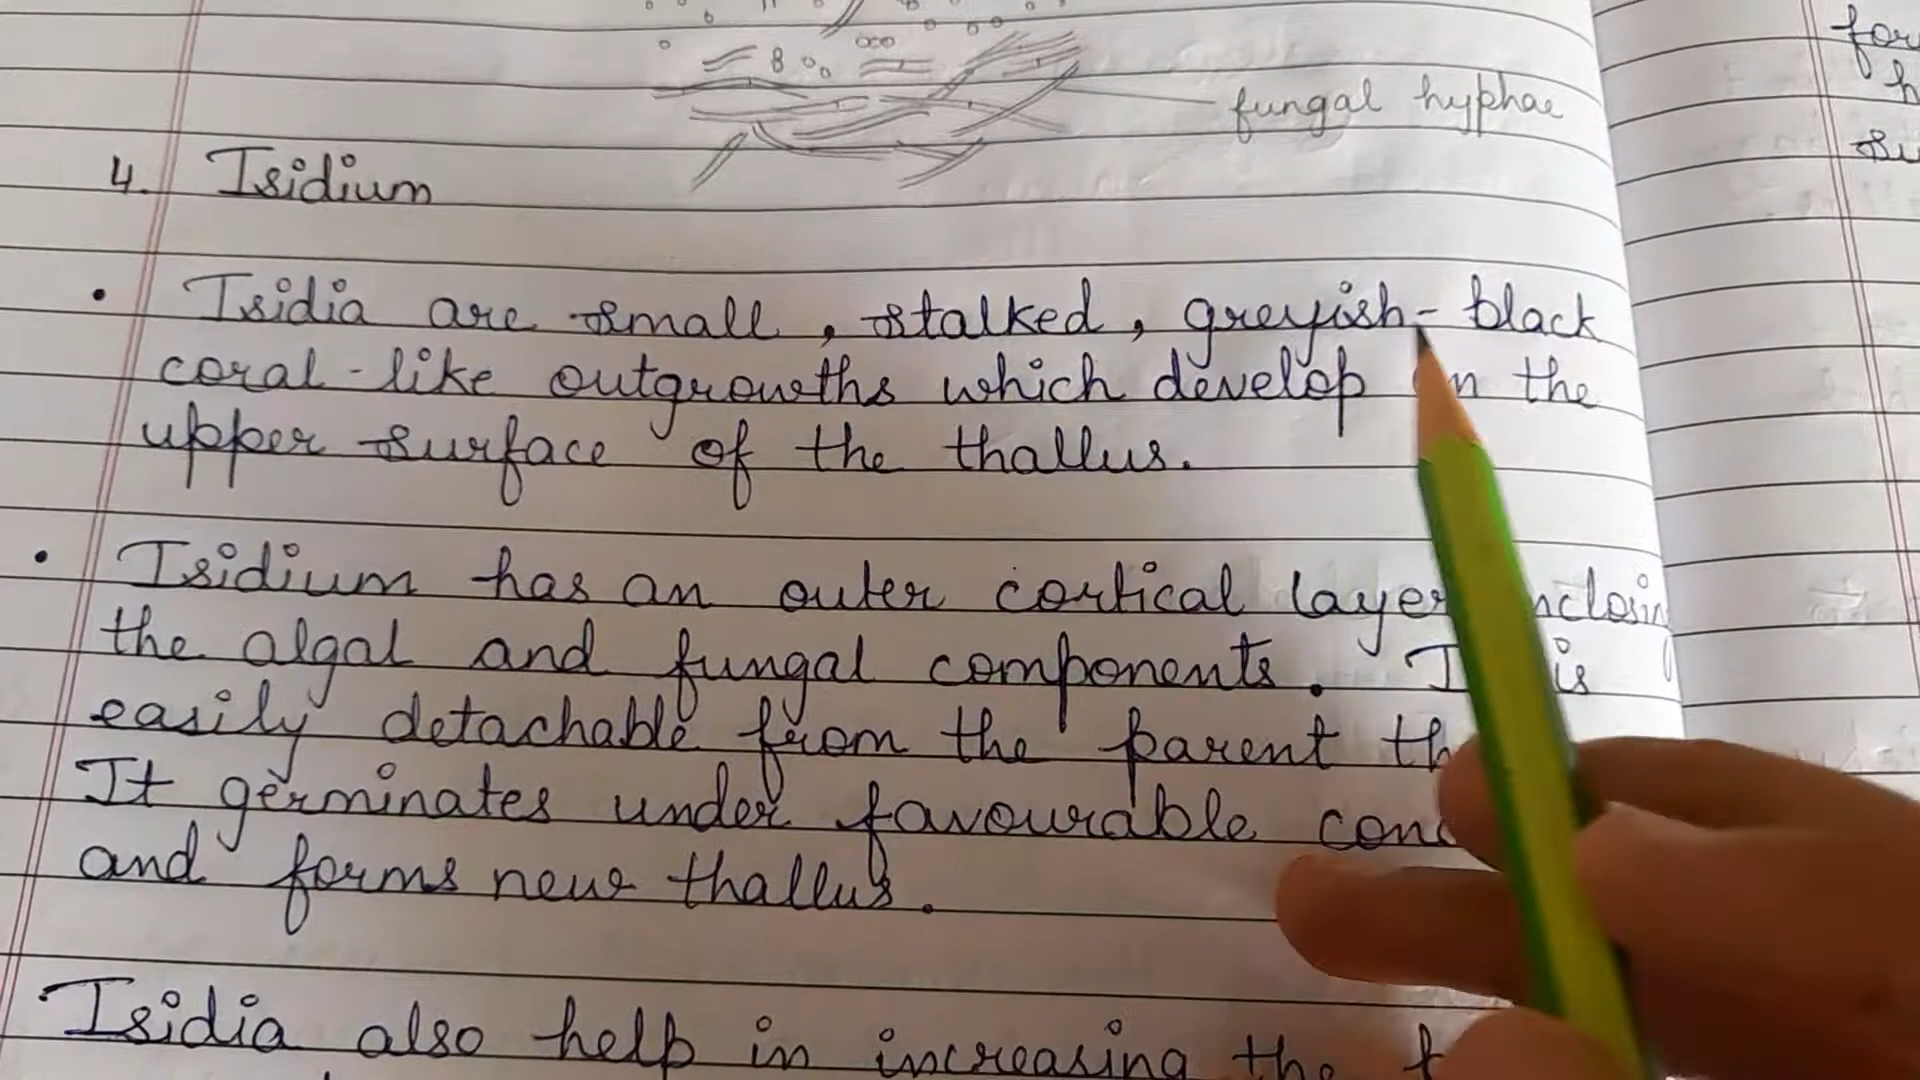 fungal hyphae
4. Isidium
• Isidia are small, stalked, greyish-black
coral-like outgrowths which develop the
upper surface of the thallus.
• Isidium has an outer cortical layer
the algal and fungal components. is
easily detachable from the parent
It germinates under favourable
and forms new thallus.
Isidia also help in increasing the